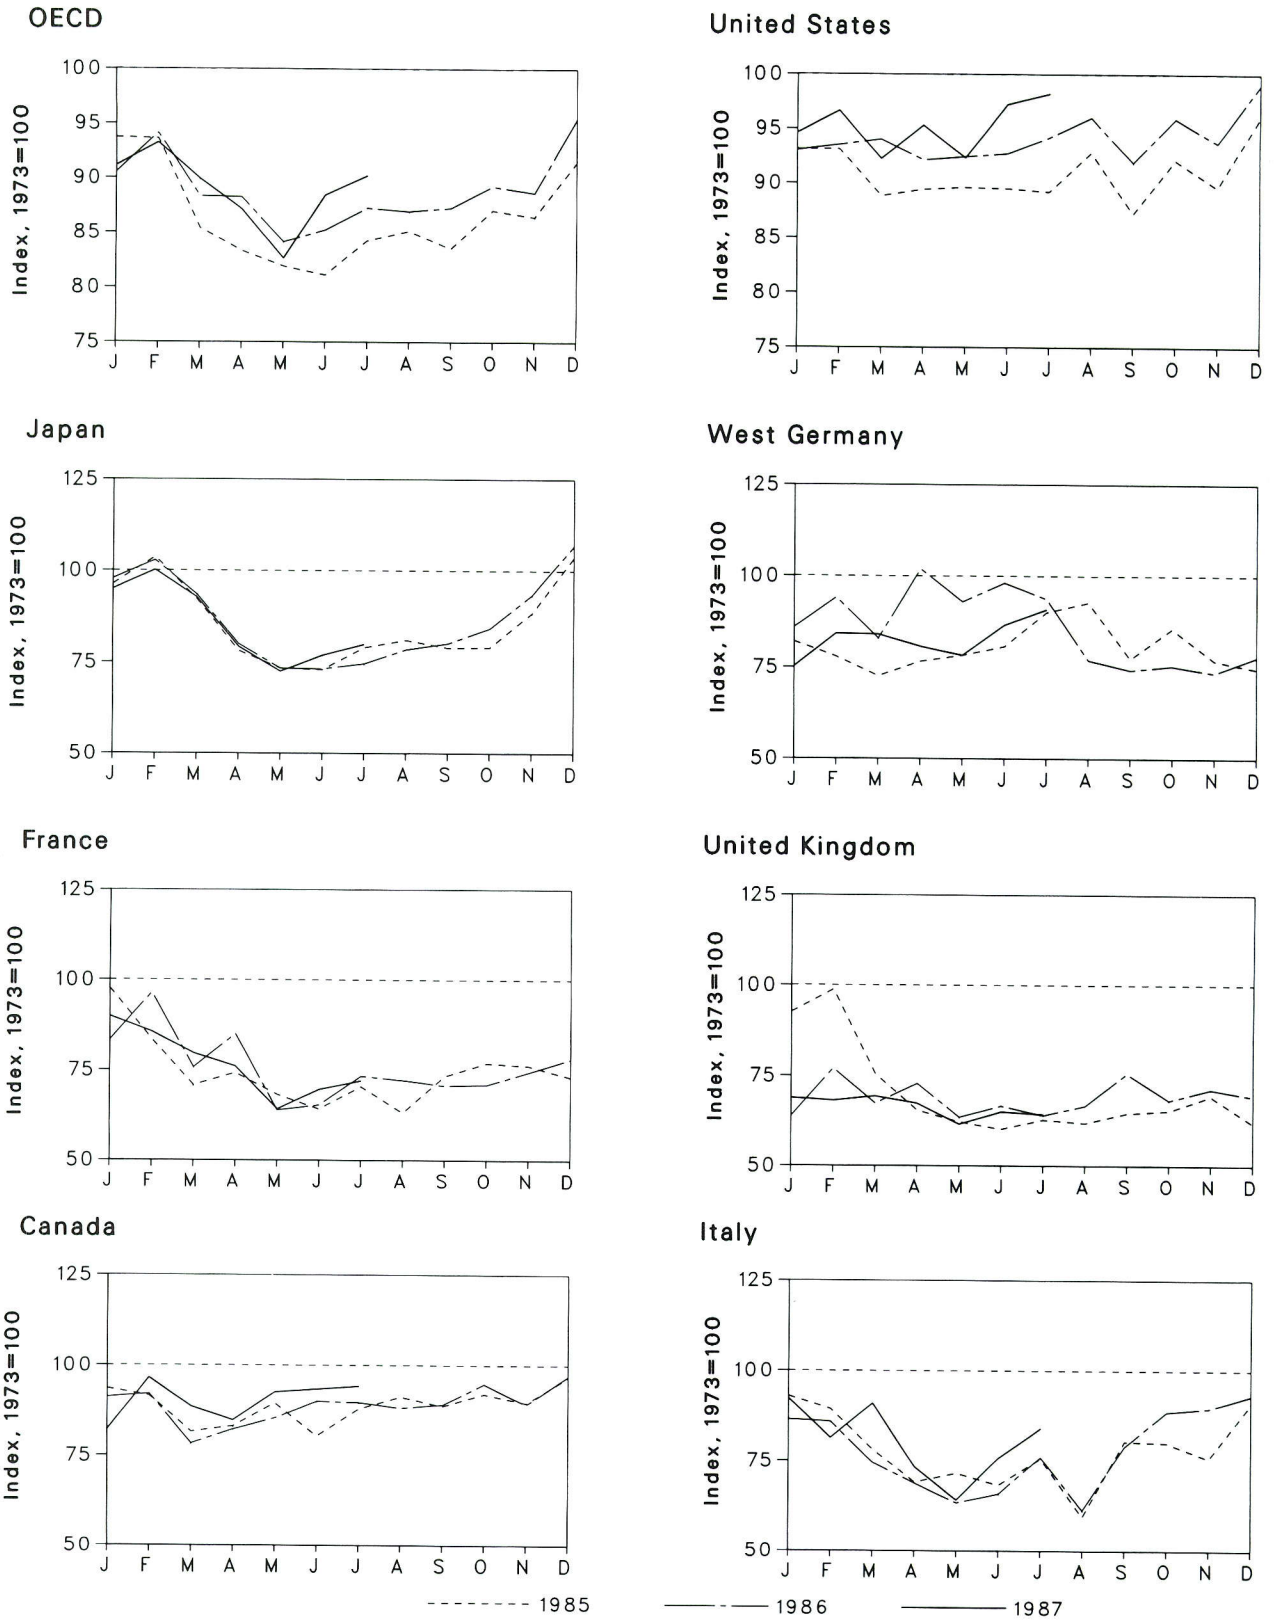 OECD
Index, 1973=100
100
95
90
85
80
75
J F M A M J J A S O N D
United States
Index, 1973=100
100
95
90
85
80
75
J F M A M J J A S O N D
Japan
Index, 1973=100
125
100
75
50
J F M A M J J A S O N D
West Germany
Index, 1973=100
125
100
75
50
J F M A M J J A S O N D
France
Index, 1973=100
125
100
75
50
J F M A M J J A S O N D
United Kingdom
Index, 1973=100
125
100
75
50
J F M A M J J A S O N D
Canada
Index, 1973=100
125
100
75
50
J F M A M J J A S O N D
Italy
Index, 1973=100
125
100
75
50
J F M A M J J A S O N D
1985 1986 1987